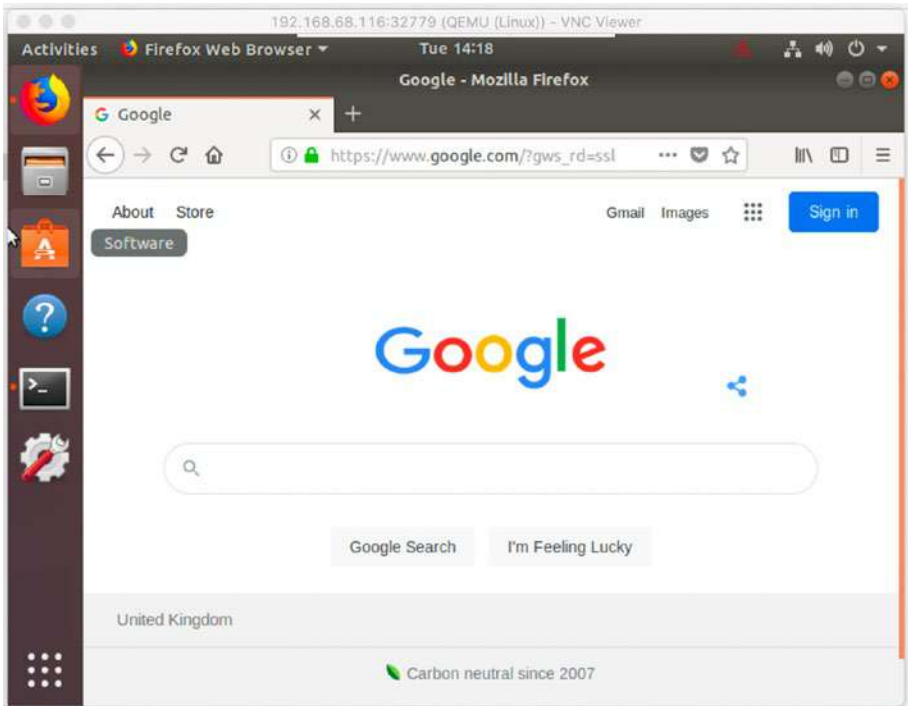 192.168.68.116:32779 (QEMU (Linux)) - VNC Viewer
Activities Firefox Web Browser Tue 14:18
Google - Mozilla Firefox
G Google
https://www.google.com/?gws_rd=ssl
About Store Gmail Images Sign in
Software
Google
Google Search I'm Feeling Lucky
United Kingdom
Carbon neutral since 2007